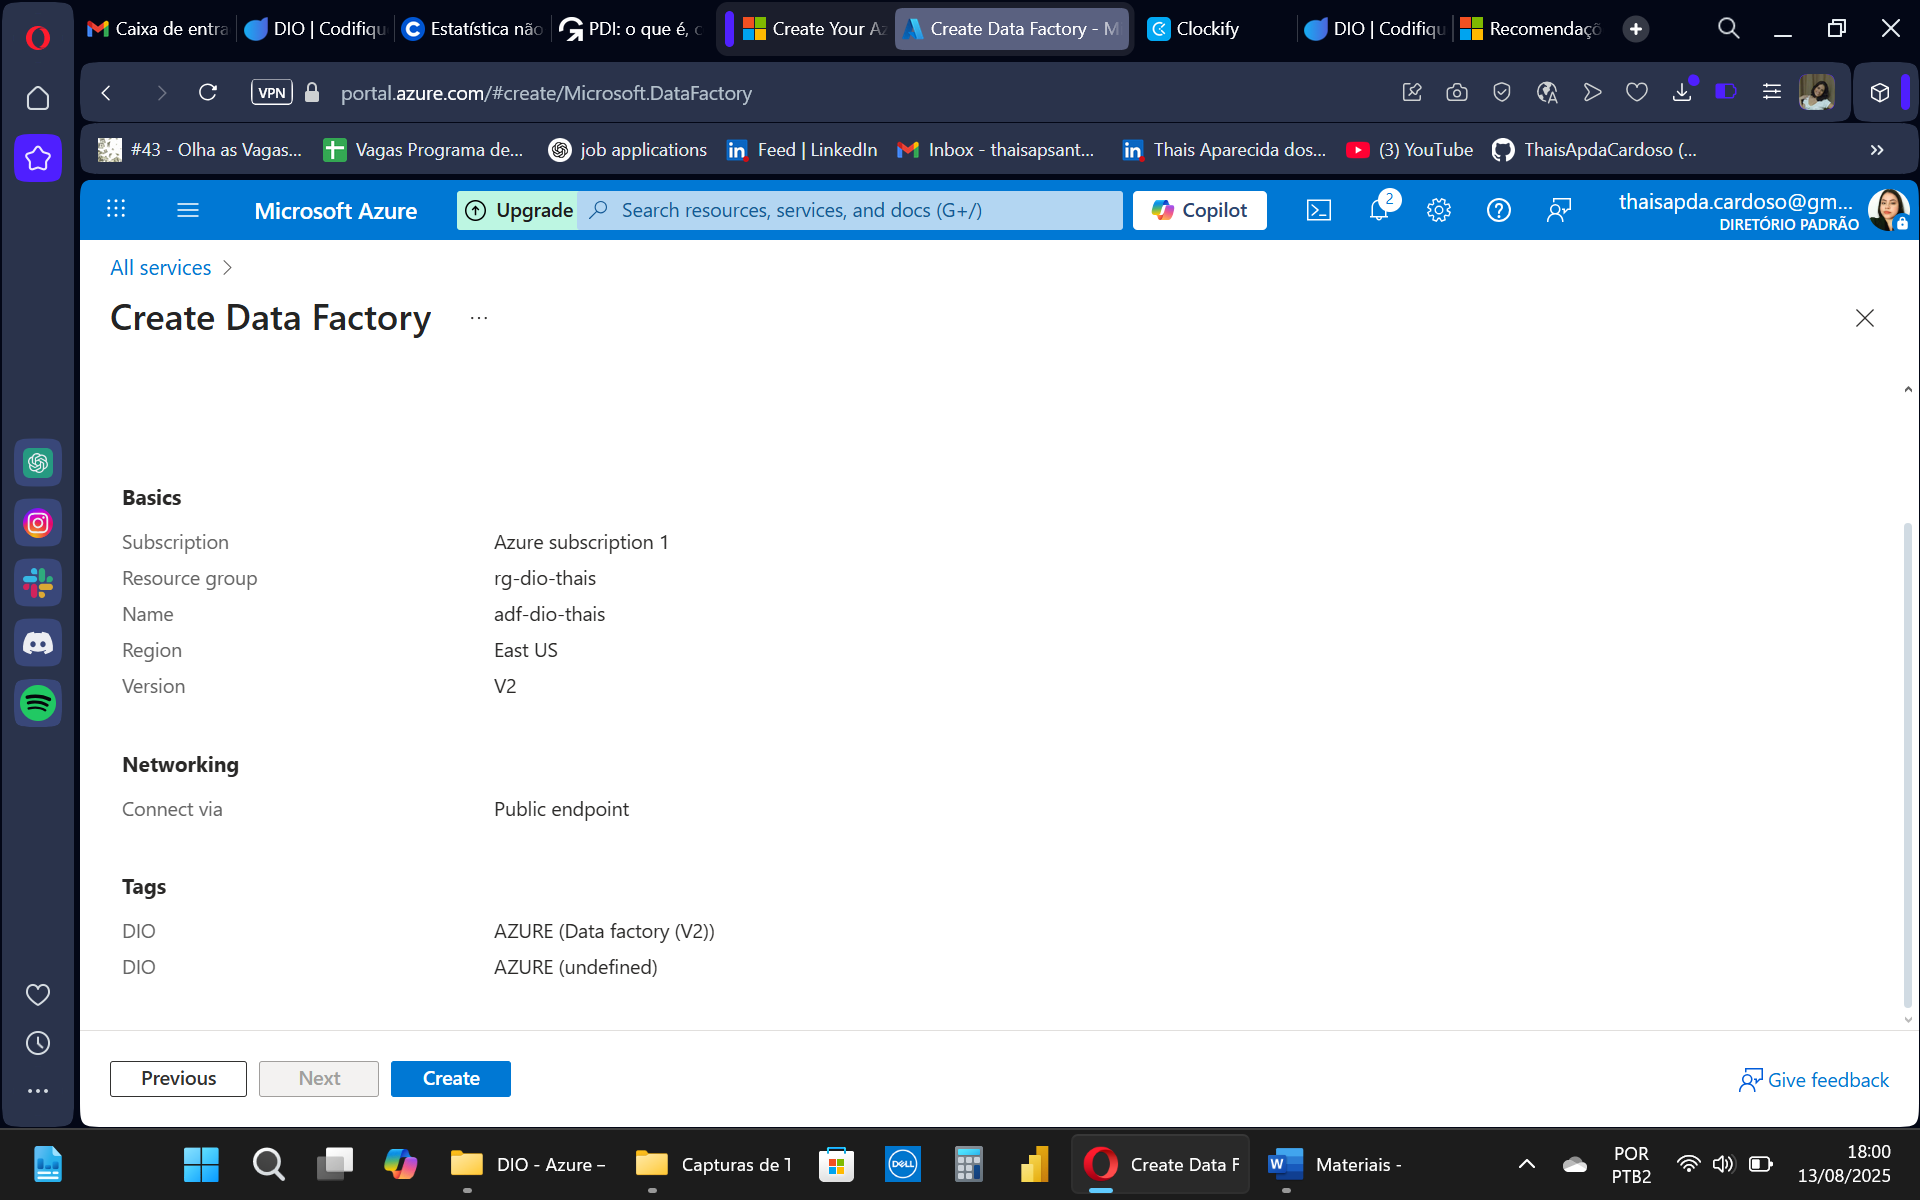 Caixa de entra
DIO | Codifiqu
Estatística não
PDI: o que é, c
Create Your Az
Create Data Factory - M
Clockify
DIO | Codifiqu
Recomendaçõ
VPN
portal.azure.com/#create/Microsoft.DataFactory
#43 - Olha as Vagas...
Vagas Programa de...
job applications
Feed | LinkedIn
Inbox - thaisapsant...
Thais Aparecida dos...
(3) YouTube
ThaisApdaCardoso (...
Microsoft Azure
Upgrade
Search resources, services, and docs (G+/)
Copilot
2
thaisapda.cardoso@gm...
DIRETÓRIO PADRÃO
All services
Create Data Factory
Basics
Subscription Azure subscription 1
Resource group rg-dio-thais
Name adf-dio-thais
Region East US
Version V2
Networking
Connect via Public endpoint
Tags
DIO AZURE (Data factory (V2))
DIO AZURE (undefined)
Previous
Next
Create
Give feedback
DIO - Azure –
Capturas de T
DELL
Create Data F
Materiais -
POR
PTB2
18:00
13/08/2025